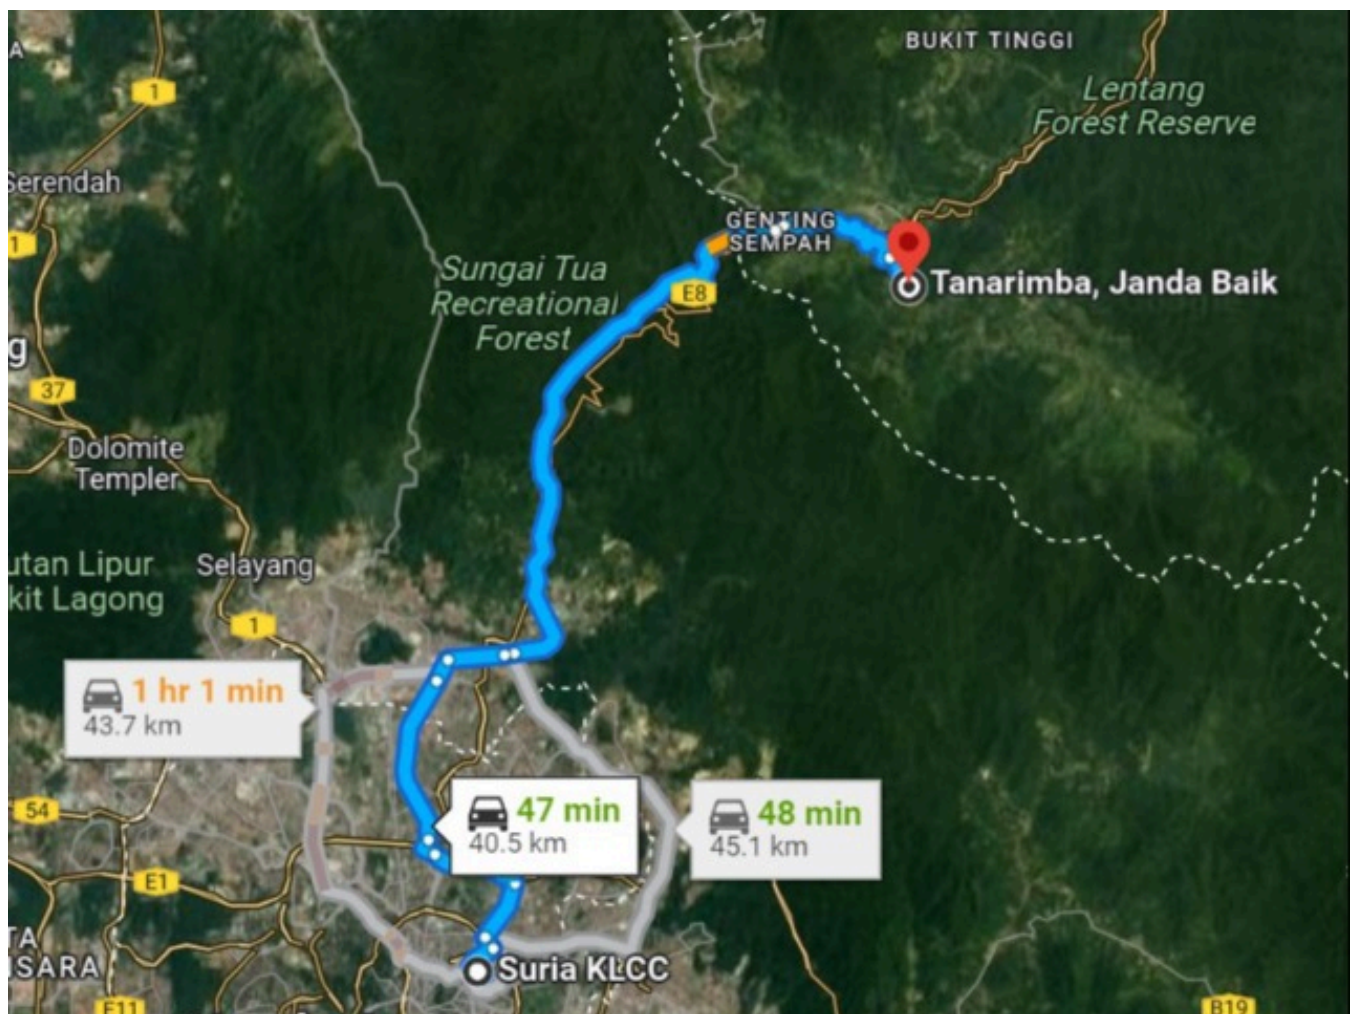 A
BUKIT TINGGI
1
Lentang
Forest Reserve
Serendah
1
GENTING
SEMPAH
Sungai Tua
Recreational
Forest
E8
Tanarimba, Janda Baik
g
37
Dolomite
Templer
utan Lipur
kit Lagong
Selayang
1
1 hr 1 min
43.7 km
47 min
40.5 km
48 min
45.1 km
54
E1
TA
ISARA
Suria KLCC
E11
B19